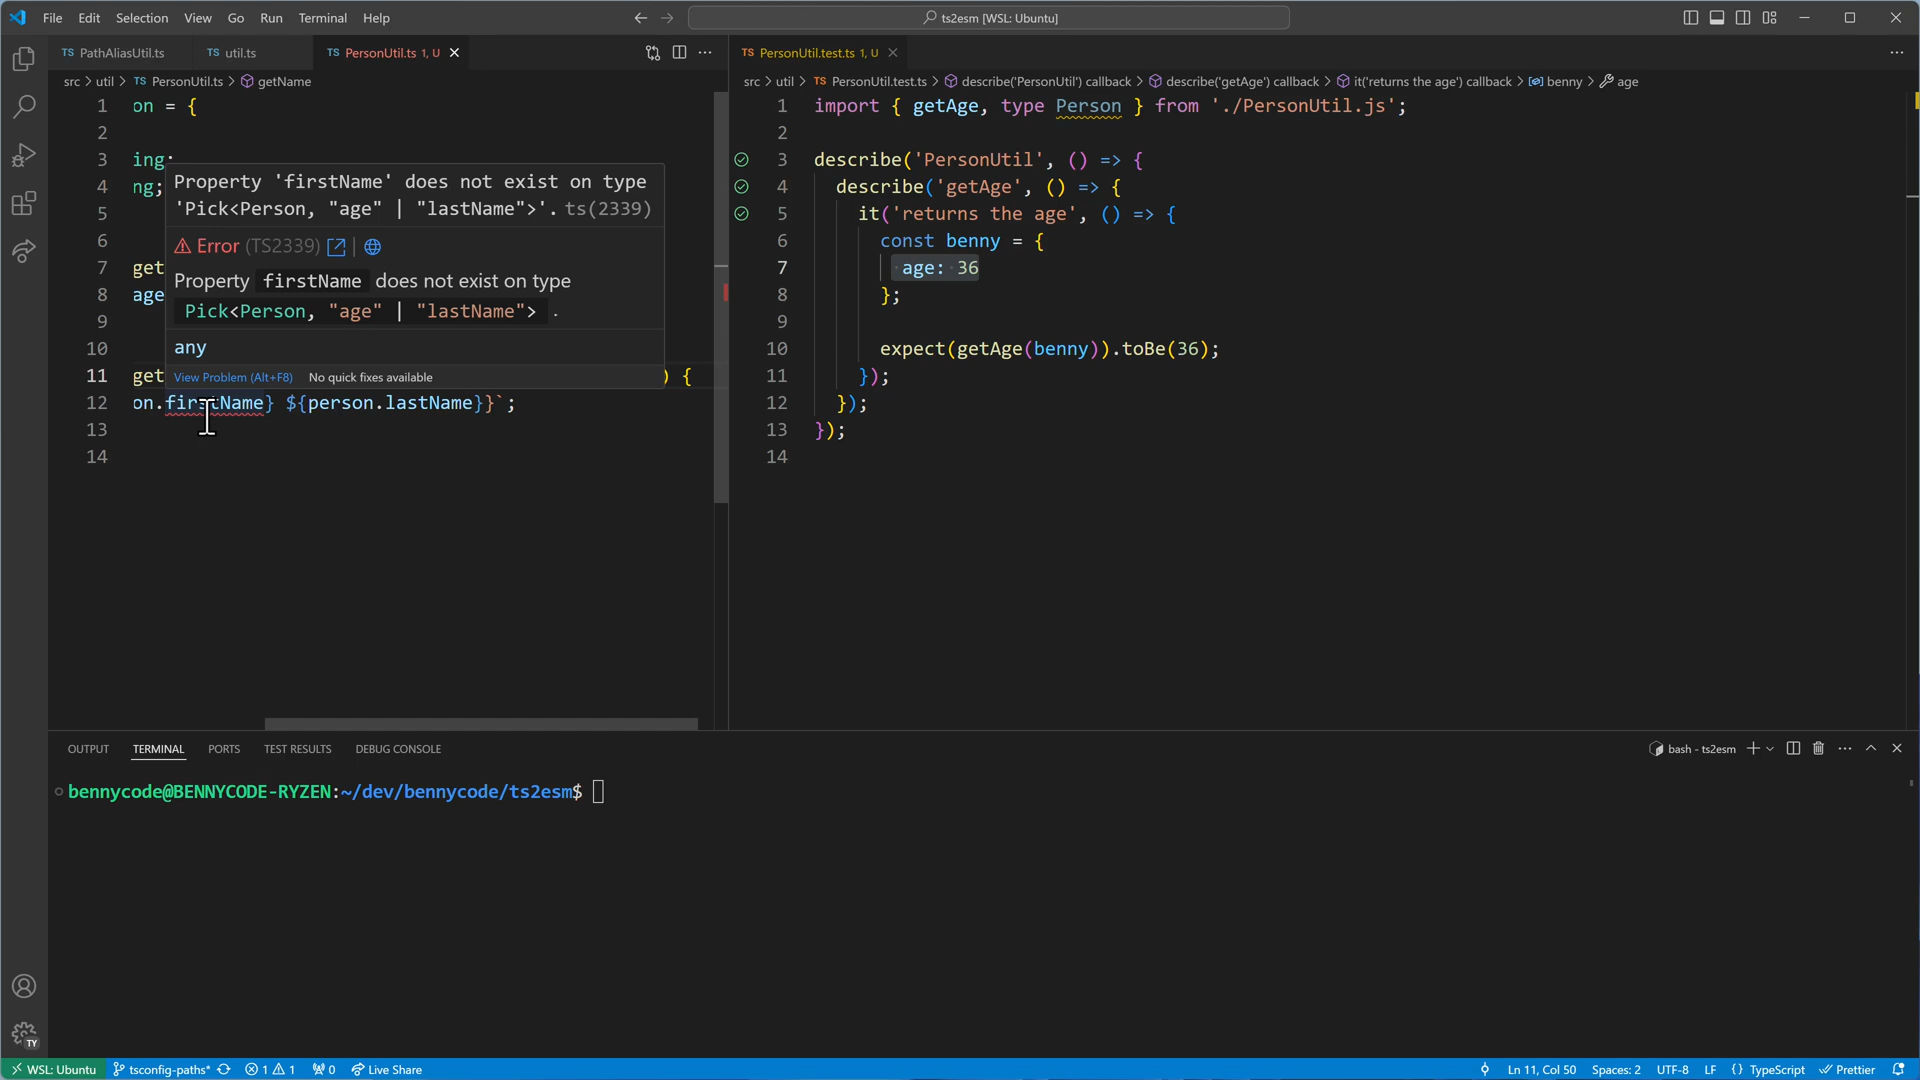 File Edit Selection View Go Run Terminal Help
ts2esm [WSL: Ubuntu]
TS PathAliasUtil.ts TS util.ts TS PersonUtil.ts 1, U
src > util > TS PersonUtil.ts > getName
1 on = {
2
3 ing;
4 ng;
5
6
7 get
8 age
9
10
11 get ) {
12 on.firstName} ${person.lastName}}`;
13
14
Property 'firstName' does not exist on type
'Pick<Person, "age" | "lastName">'. ts(2339)
Error (TS2339) |
Property firstName does not exist on type
Pick<Person, "age" | "lastName"> .
any
View Problem (Alt+F8) No quick fixes available
TS PersonUtil.test.ts 1, U
src > util > TS PersonUtil.test.ts > describe('PersonUtil') callback > describe('getAge') callback > it('returns the age') callback > benny > age
1 import { getAge, type Person } from './PersonUtil.js';
2
3 describe('PersonUtil', () => {
4 describe('getAge', () => {
5 it('returns the age', () => {
6 const benny = {
7 age: 36
8 };
9
10 expect(getAge(benny)).toBe(36);
11 });
12 });
13 });
14
OUTPUT TERMINAL PORTS TEST RESULTS DEBUG CONSOLE
bash - ts2esm
bennycode@BENNYCODE-RYZEN:~/dev/bennycode/ts2esm$
TY
WSL: Ubuntu tsconfig-paths* 1 1 0 Live Share
Ln 11, Col 50 Spaces: 2 UTF-8 LF {} TypeScript Prettier